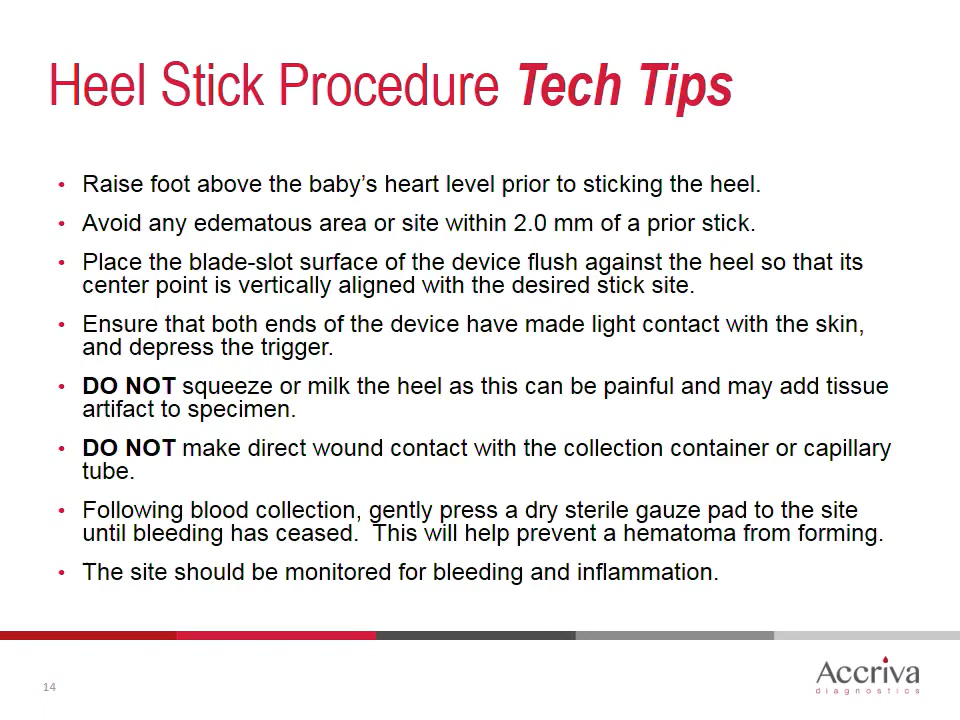 Heel Stick Procedure Tech Tips
• Raise foot above the baby’s heart level prior to sticking the heel.
• Avoid any edematous area or site within 2.0 mm of a prior stick.
• Place the blade-slot surface of the device flush against the heel so that its
center point is vertically aligned with the desired stick site.
• Ensure that both ends of the device have made light contact with the skin,
and depress the trigger.
• DO NOT squeeze or milk the heel as this can be painful and may add tissue
artifact to specimen.
• DO NOT make direct wound contact with the collection container or capillary
tube.
• Following blood collection, gently press a dry sterile gauze pad to the site
until bleeding has ceased.  This will help prevent a hematoma from forming.
• The site should be monitored for bleeding and inflammation.
14
Accriva
diagnostics